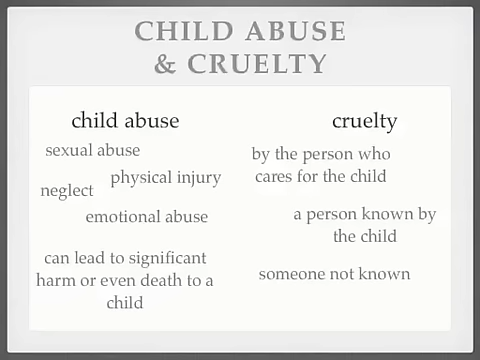 CHILD ABUSE
& CRUELTY
child abuse
sexual abuse
physical injury
neglect
emotional abuse
can lead to significant
harm or even death to a
child
cruelty
by the person who
cares for the child
a person known by
the child
someone not known